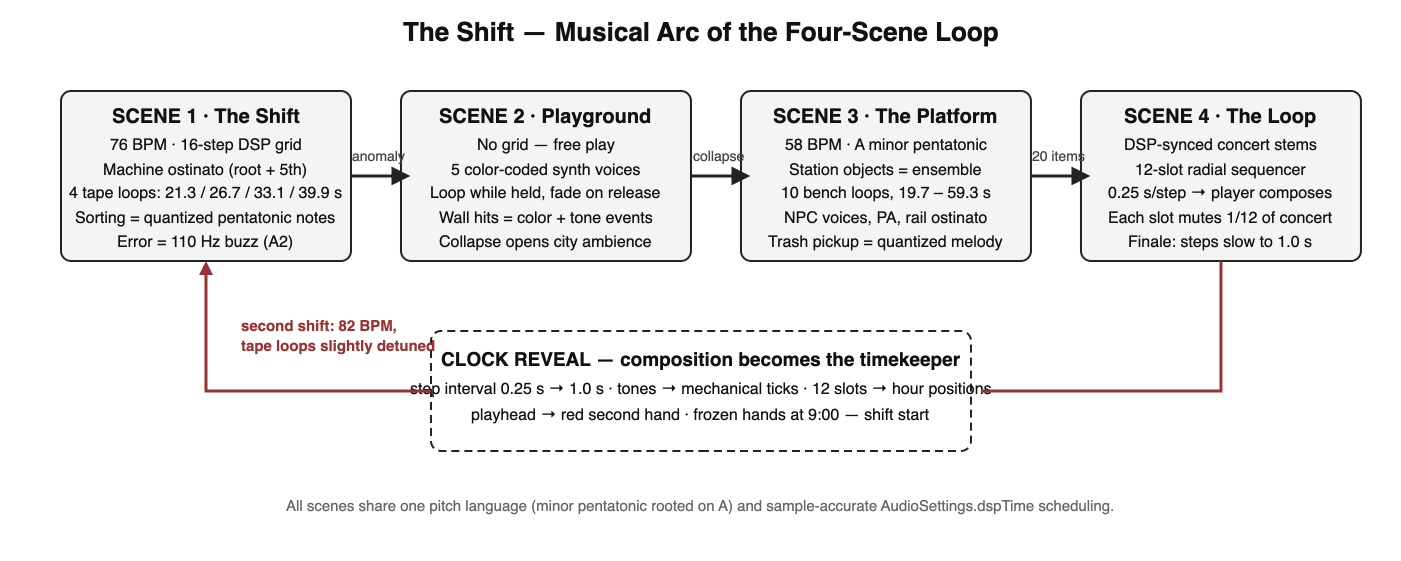 The Shift — Musical Arc of the Four-Scene Loop
SCENE 1 · The Shift
76 BPM · 16-step DSP grid
Machine ostinato (root + 5th)
4 tape loops: 21.3 / 26.7 / 33.1 / 39.9 s
Sorting = quantized pentatonic notes
Error = 110 Hz buzz (A2)
anomaly
SCENE 2 · Playground
No grid — free play
5 color-coded synth voices
Loop while held, fade on release
Wall hits = color + tone events
Collapse opens city ambience
collapse
SCENE 3 · The Platform
58 BPM · A minor pentatonic
Station objects = ensemble
10 bench loops, 19.7 – 59.3 s
NPC voices, PA, rail ostinato
Trash pickup = quantized melody
20 items
SCENE 4 · The Loop
DSP-synced concert stems
12-slot radial sequencer
0.25 s/step → player composes
Each slot mutes 1/12 of concert
Finale: steps slow to 1.0 s
second shift: 82 BPM,
tape loops slightly detuned
CLOCK REVEAL — composition becomes the timekeeper
step interval 0.25 s → 1.0 s · tones → mechanical ticks · 12 slots → hour positions
playhead → red second hand · frozen hands at 9:00 — shift start
All scenes share one pitch language (minor pentatonic rooted on A) and sample-accurate AudioSettings.dspTime scheduling.